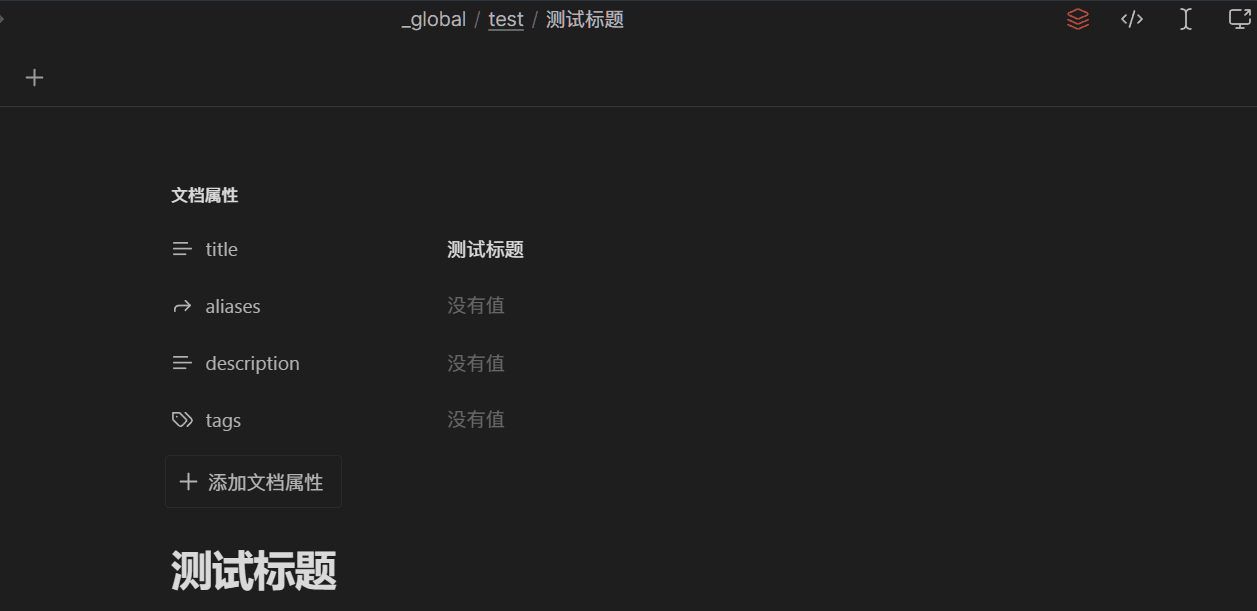 _global / test / 测试标题
文档属性
title 测试标题
aliases 没有值
description 没有值
tags 没有值
添加文档属性
测试标题